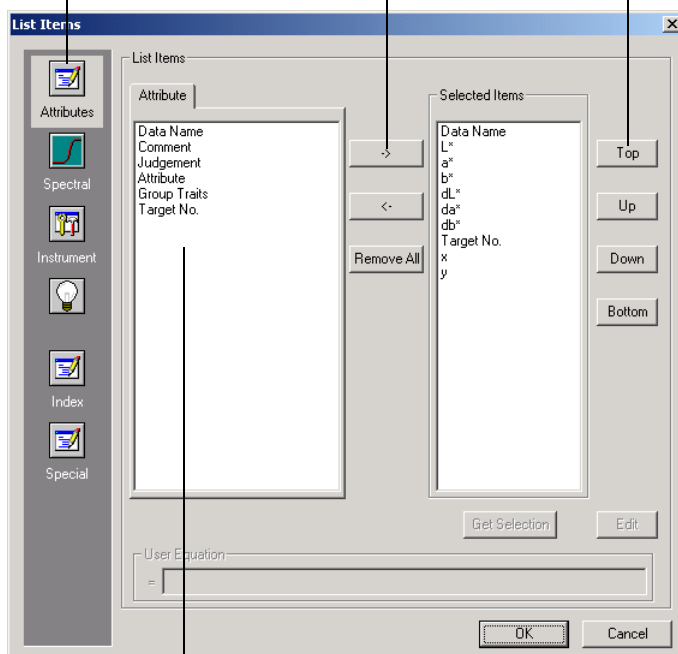 List Items
Attributes
Spectral
Instrument
Index
Special
List Items
Attribute
Data Name
Comment
Judgement
Attribute
Group Traits
Target No.
->
<-
Remove All
Selected Items
Data Name
L*
a*
b*
dL*
da*
db*
Target No.
x
y
Top
Up
Down
Bottom
Get Selection
Edit
User Equation
=
OK
Cancel